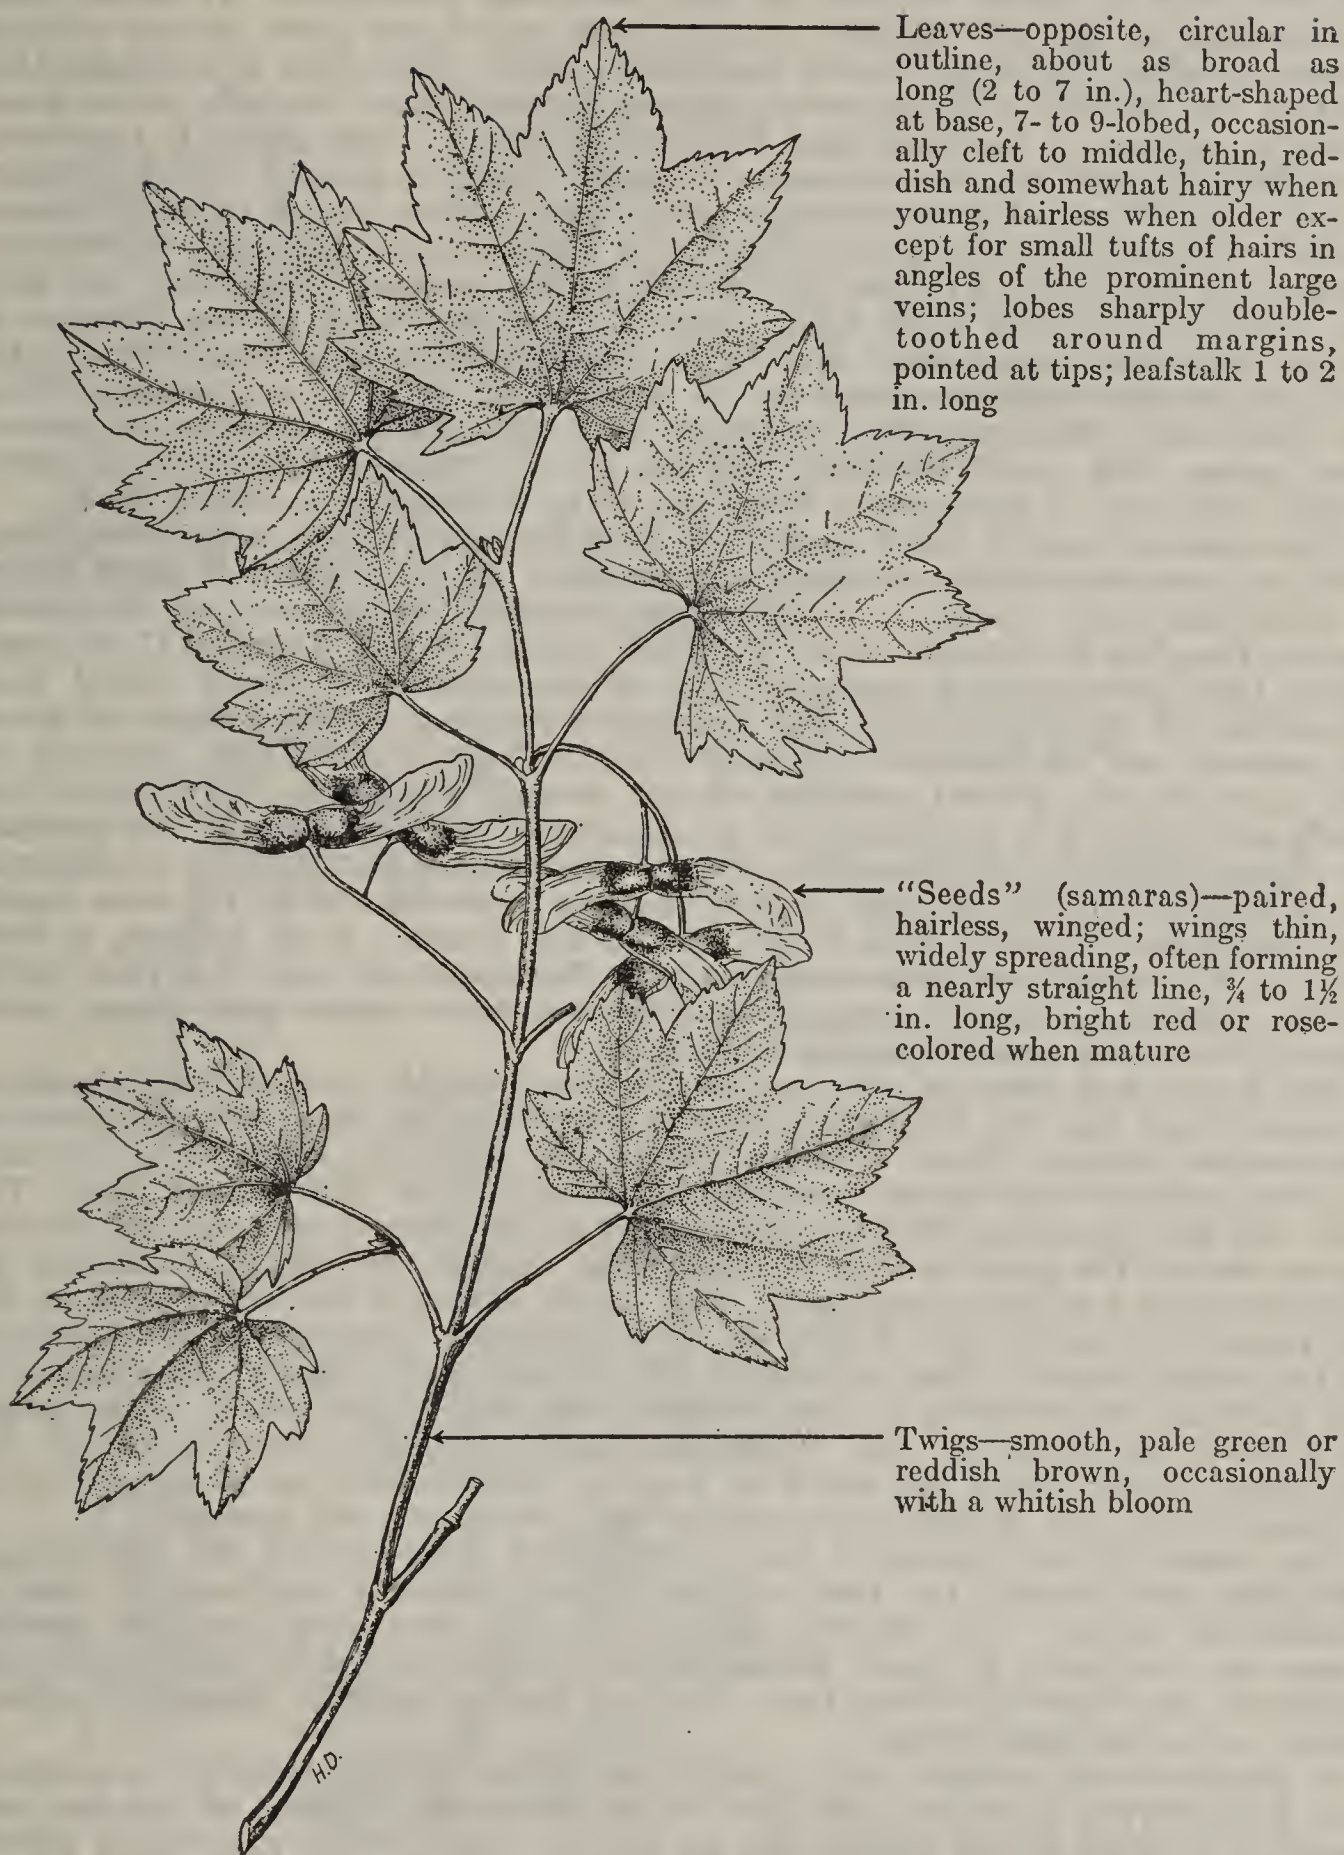 Leaves—opposite, circular in
outline, about as broad as
long (2 to 7 in.), heart-shaped
at base, 7- to 9-lobed, occasion-
ally cleft to middle, thin, red-
dish and somewhat hairy when
young, hairless when older ex-
cept for small tufts of hairs in
angles of the prominent large
veins; lobes sharply double-
toothed around margins,
pointed at tips; leafstalk 1 to 2
in. long
"Seeds" (samaras)—paired,
hairless, winged; wings thin,
widely spreading, often forming
a nearly straight line, ¾ to 1½
in. long, bright red or rose-
colored when mature
Twigs—smooth, pale green or
reddish brown, occasionally
with a whitish bloom
H.D.